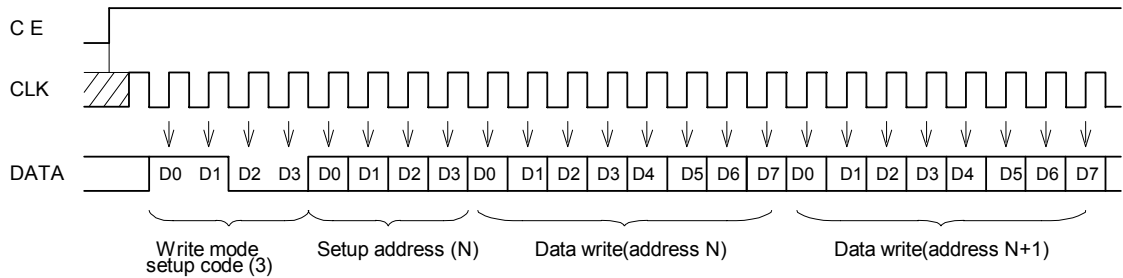 C E
CLK
DATA D0 D1 D2 D3 D0 D1 D2 D3 D0 D1 D2 D3 D4 D5 D6 D7 D0 D1 D2 D3 D4 D5 D6 D7
Write mode
setup code (3)
Setup address (N)
Data write(address N)
Data write(address N+1)